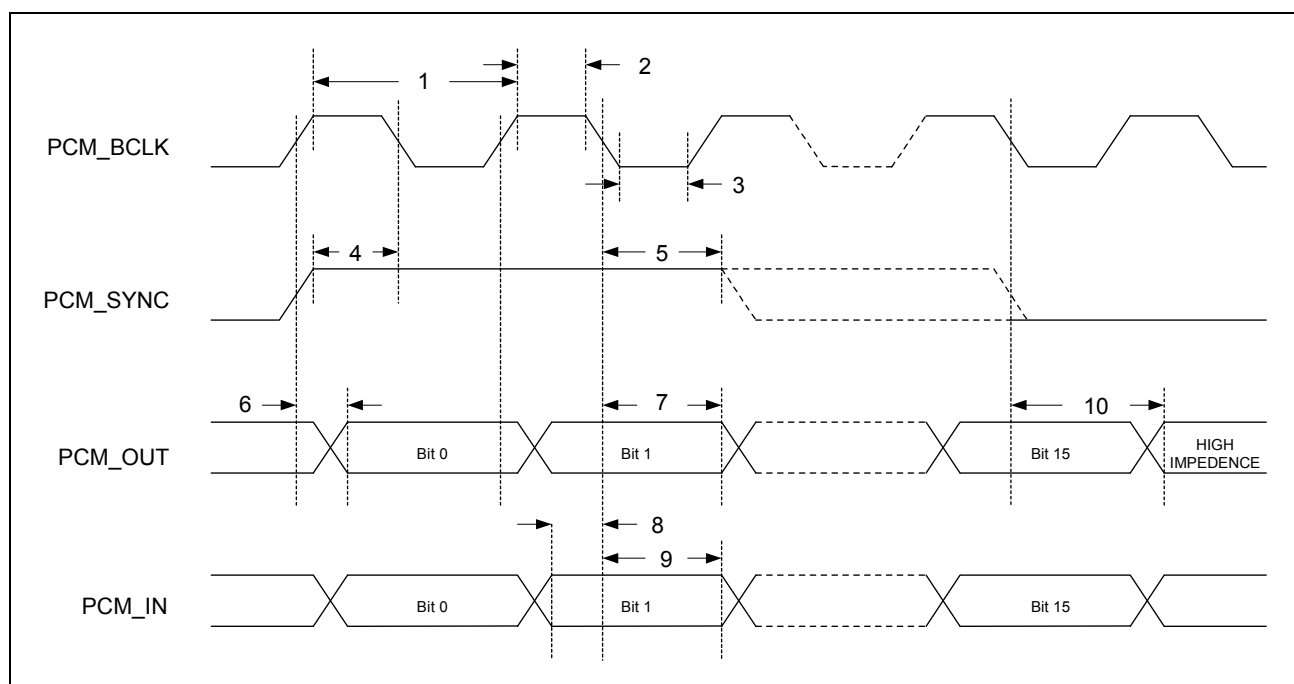 1
2
PCM_BCLK
3
4
5
PCM_SYNC
6
7
10
PCM_OUT
Bit 0
Bit 1
Bit 15
HIGH
IMPEDENCE
8
9
PCM_IN
Bit 0
Bit 1
Bit 15